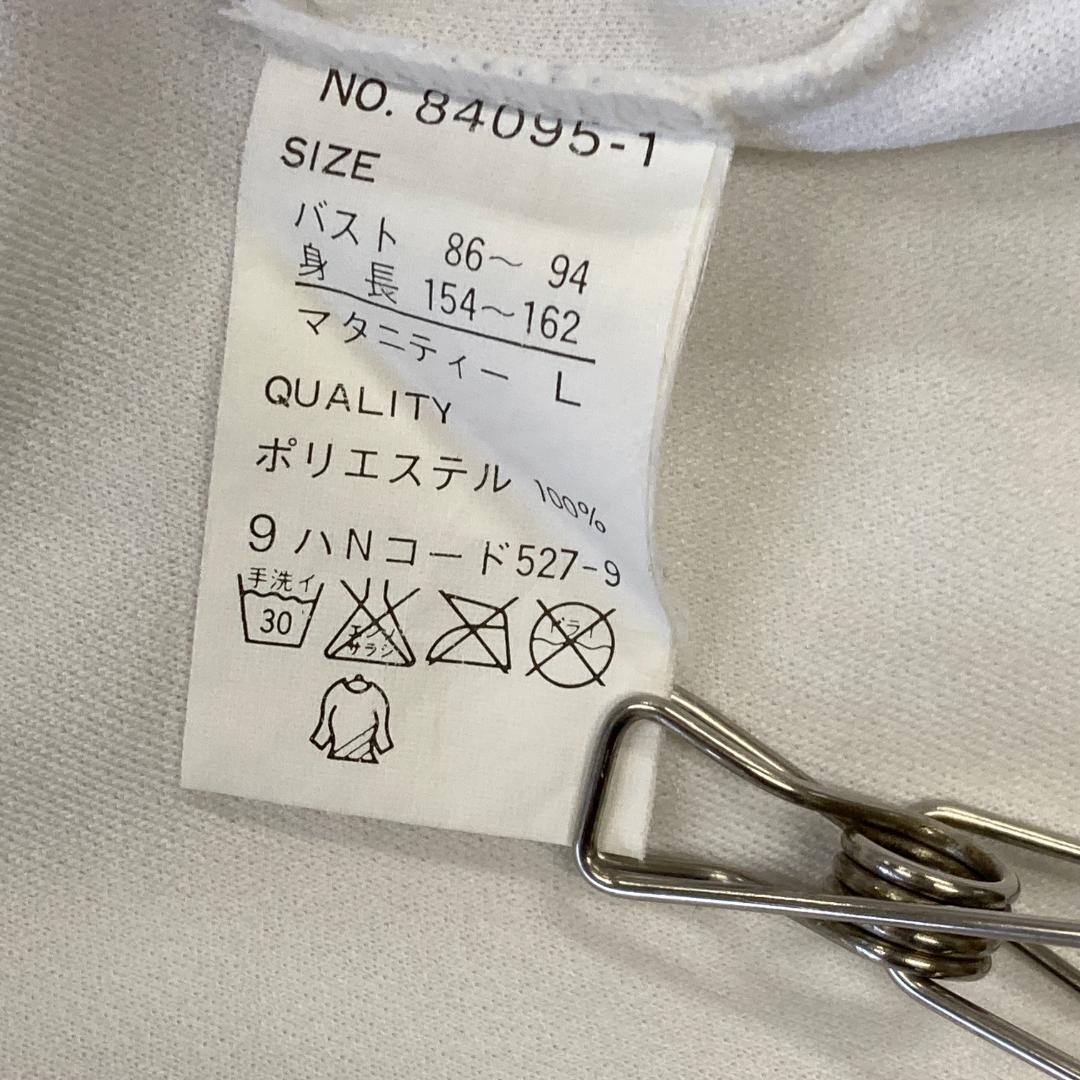 NO. 84095-1
SIZE
バスト 86〜 94
身 長 154〜162
マタニティー L
QUALITY
ポリエステル 100%
9 ハNコード527-9
手洗イ
30
エンソ
サラシ
ドライ